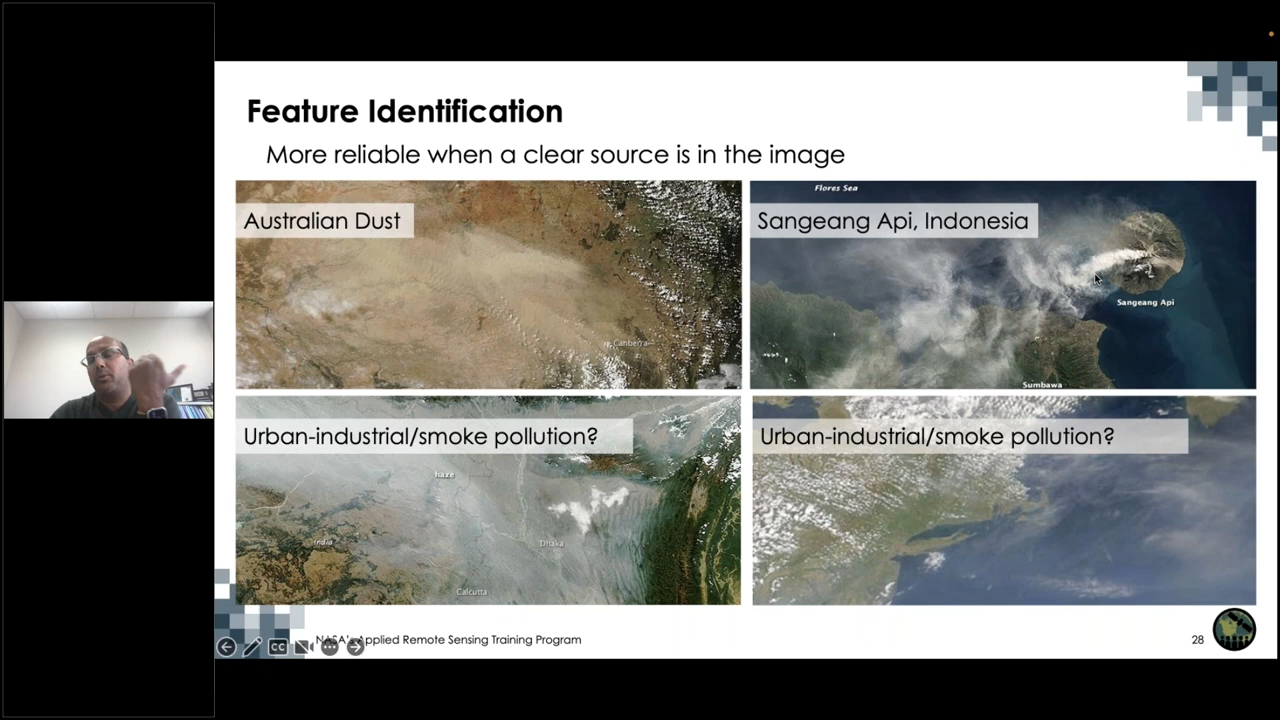 Feature Identification
More reliable when a clear source is in the image
Australian Dust
Canberra
Flores Sea
Sangeang Api, Indonesia
Sangeang Api
Sumbawa
Urban-industrial/smoke pollution?
haze
India
Dhaka
Calcutta
Urban-industrial/smoke pollution?
CC
NASA's Applied Remote Sensing Training Program
28